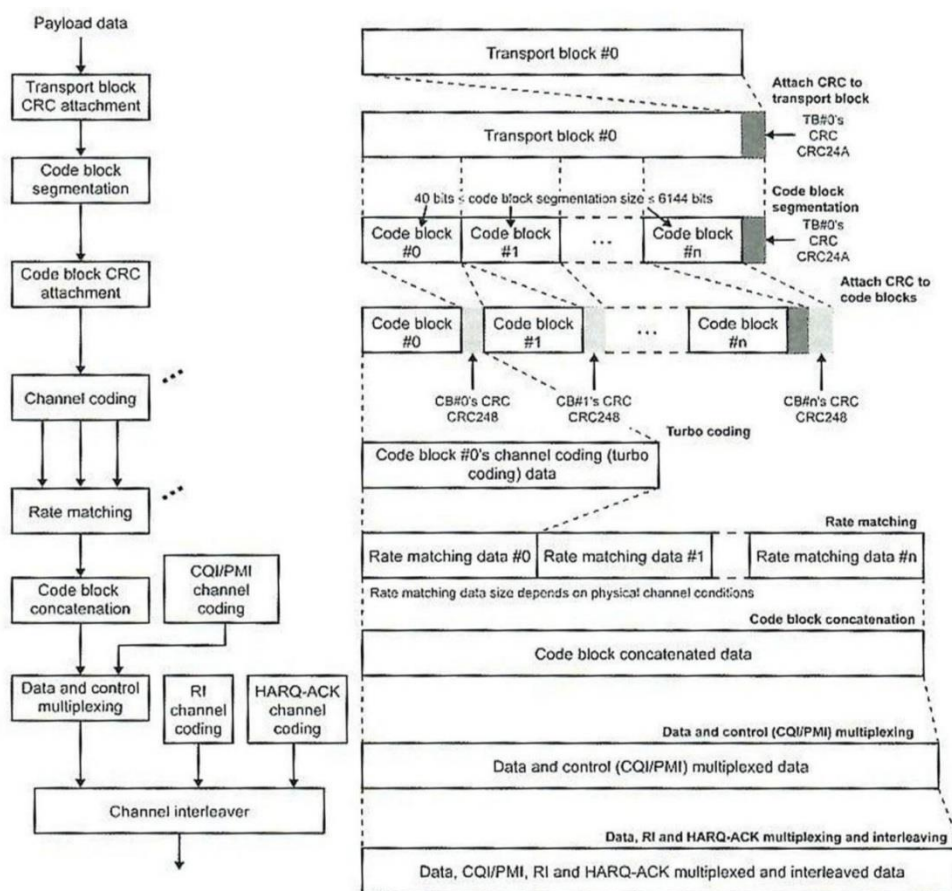 Payload data
Transport block
CRC attachment
Code block
segmentation
Code block CRC
attachment
Channel coding
Rate matching
Code block
concatenation
CQI/PMI
channel
coding
Data and control
multiplexing
RI
channel
coding
HARQ-ACK
channel
coding
Channel interleaver
Transport block #0
Attach CRC to
transport block
Transport block #0
TB#0's
CRC
CRC24A
40 bits ≤ code block segmentation size ≤ 6144 bits
Code block
segmentation
Code block
#0
Code block
#1
...
Code block
#n
TB#0's
CRC
CRC24A
Attach CRC to
code blocks
Code block
#0
Code block
#1
...
Code block
#n
CB#0's CRC
CRC248
CB#1's CRC
CRC248
CB#n's CRC
CRC248
Turbo coding
Code block #0's channel coding (turbo
coding) data
Rate matching
Rate matching data #0
Rate matching data #1
Rate matching data #n
Rate matching data size depends on physical channel conditions
Code block concatenation
Code block concatenated data
Data and control (CQI/PMI) multiplexing
Data and control (CQI/PMI) multiplexed data
Data, RI and HARQ-ACK multiplexing and interleaving
Data, CQI/PMI, RI and HARQ-ACK multiplexed and interleaved data